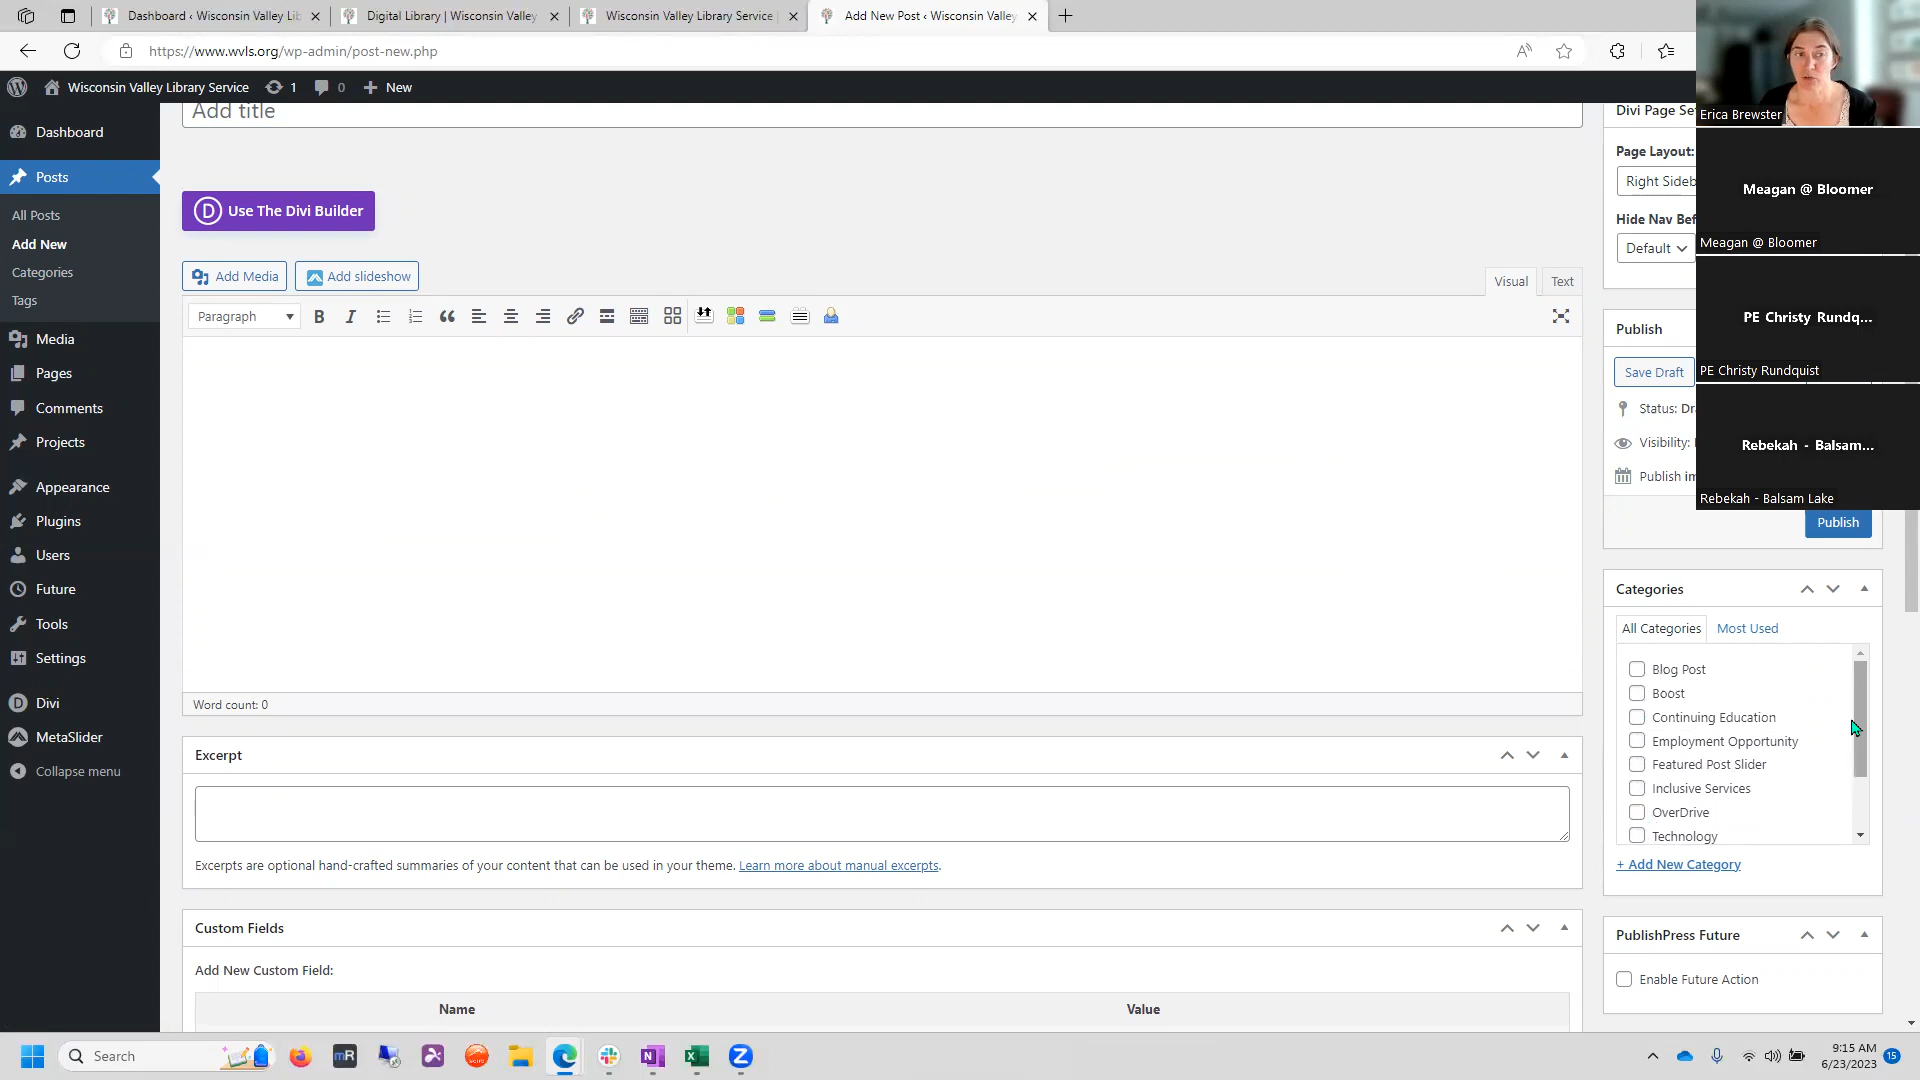 Dashboard ‹ Wisconsin Valley Lib
Digital Library | Wisconsin Valley
Wisconsin Valley Library Service |
Add New Post ‹ Wisconsin Valley
https://www.wvls.org/wp-admin/post-new.php
Wisconsin Valley Library Service
1
0
New
Dashboard
Posts
All Posts
Add New
Categories
Tags
Media
Pages
Comments
Projects
Appearance
Plugins
Users
Future
Tools
Settings
Divi
MetaSlider
Collapse menu
Add title
D
Use The Divi Builder
Add Media
Add slideshow
Visual
Text
Paragraph
Word count: 0
Excerpt
Excerpts are optional hand-crafted summaries of your content that can be used in your theme. Learn more about manual excerpts.
Custom Fields
Add New Custom Field:
Name
Value
Divi Page Se
Page Layout:
Right Sideb
Hide Nav Bef
Default
Publish
Save Draft
Status: Dr
Visibility:
Publish im
Publish
Categories
All Categories
Most Used
Blog Post
Boost
Continuing Education
Employment Opportunity
Featured Post Slider
Inclusive Services
OverDrive
Technology
+ Add New Category
PublishPress Future
Enable Future Action
Erica Brewster
Meagan @ Bloomer
Meagan @ Bloomer
PE Christy Rundq...
PE Christy Rundquist
Rebekah - Balsam...
Rebekah - Balsam Lake
Search
mR
9:15 AM
6/23/2023
15